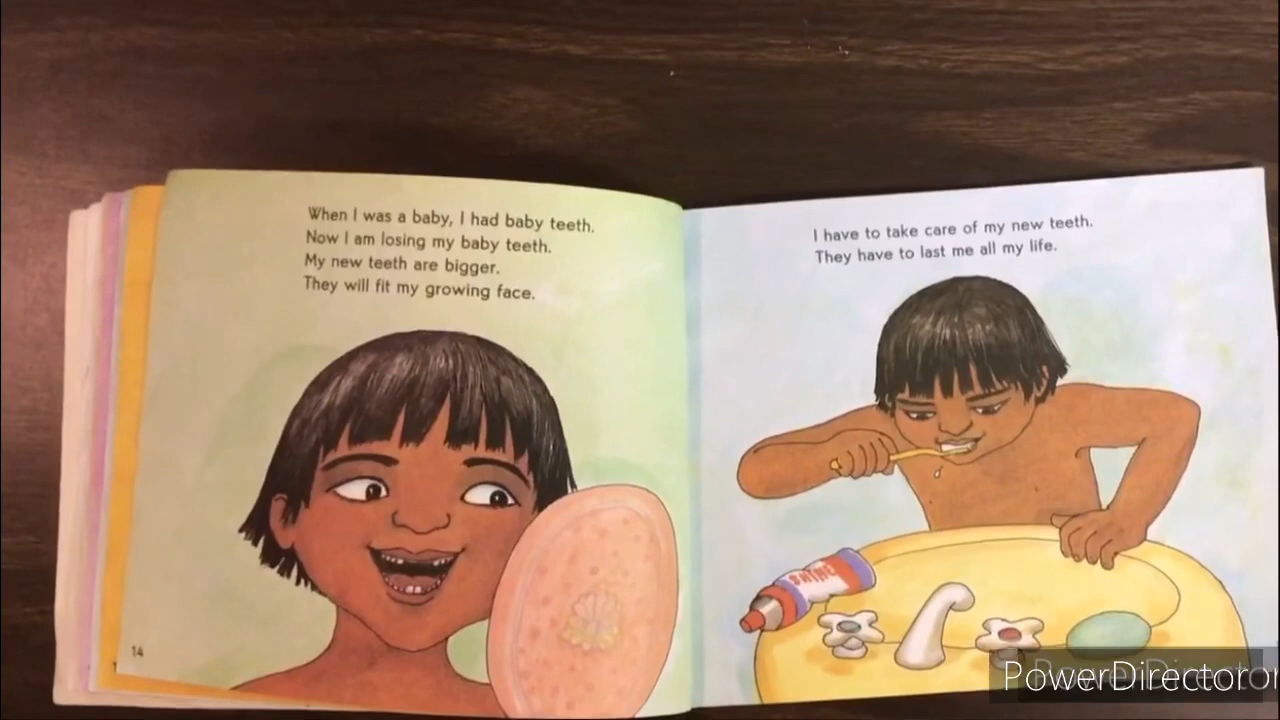 When I was a baby, I had baby teeth.
Now I am losing my baby teeth.
My new teeth are bigger.
They will fit my growing face.
14
I have to take care of my new teeth.
They have to last me all my life.
SHINE
PowerDirector